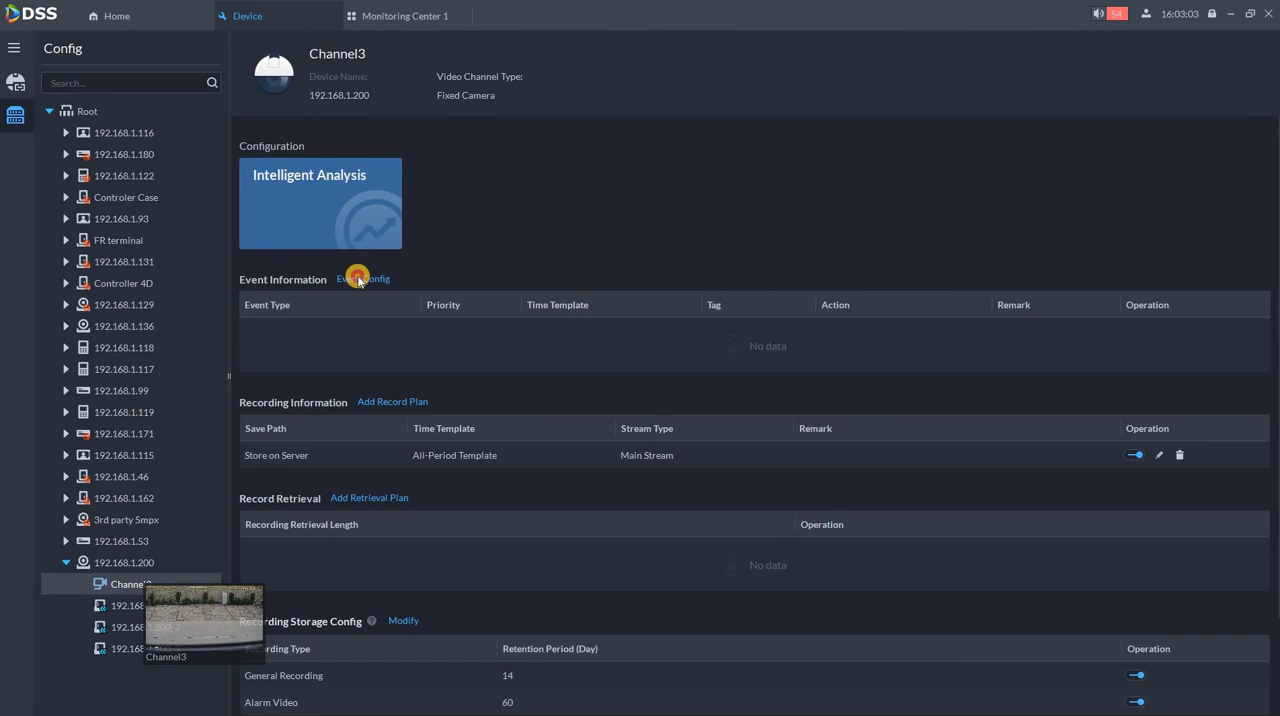 DSS
Home
Device
Monitoring Center 1
54
16:03:03
Config
Search...
Root
192.168.1.116
192.168.1.180
192.168.1.122
Controler Case
192.168.1.93
FR terminal
192.168.1.131
Controller 4D
192.168.1.129
192.168.1.136
192.168.1.118
192.168.1.117
192.168.1.99
192.168.1.119
192.168.1.171
192.168.1.115
192.168.1.46
192.168.1.162
3rd party 5mpx
192.168.1.53
192.168.1.200
Channel3
Channel3
Device Name:
192.168.1.200
Video Channel Type:
Fixed Camera
Configuration
Intelligent Analysis
Event Information Event Config
Event Type Priority Time Template Tag Action Remark Operation
No data
Recording Information Add Record Plan
Save Path Time Template Stream Type Remark Operation
Store on Server All-Period Template Main Stream
Record Retrieval Add Retrieval Plan
Recording Retrieval Length Operation
No data
Recording Storage Config ? Modify
Recording Type Retention Period (Day) Operation
General Recording 14
Alarm Video 60